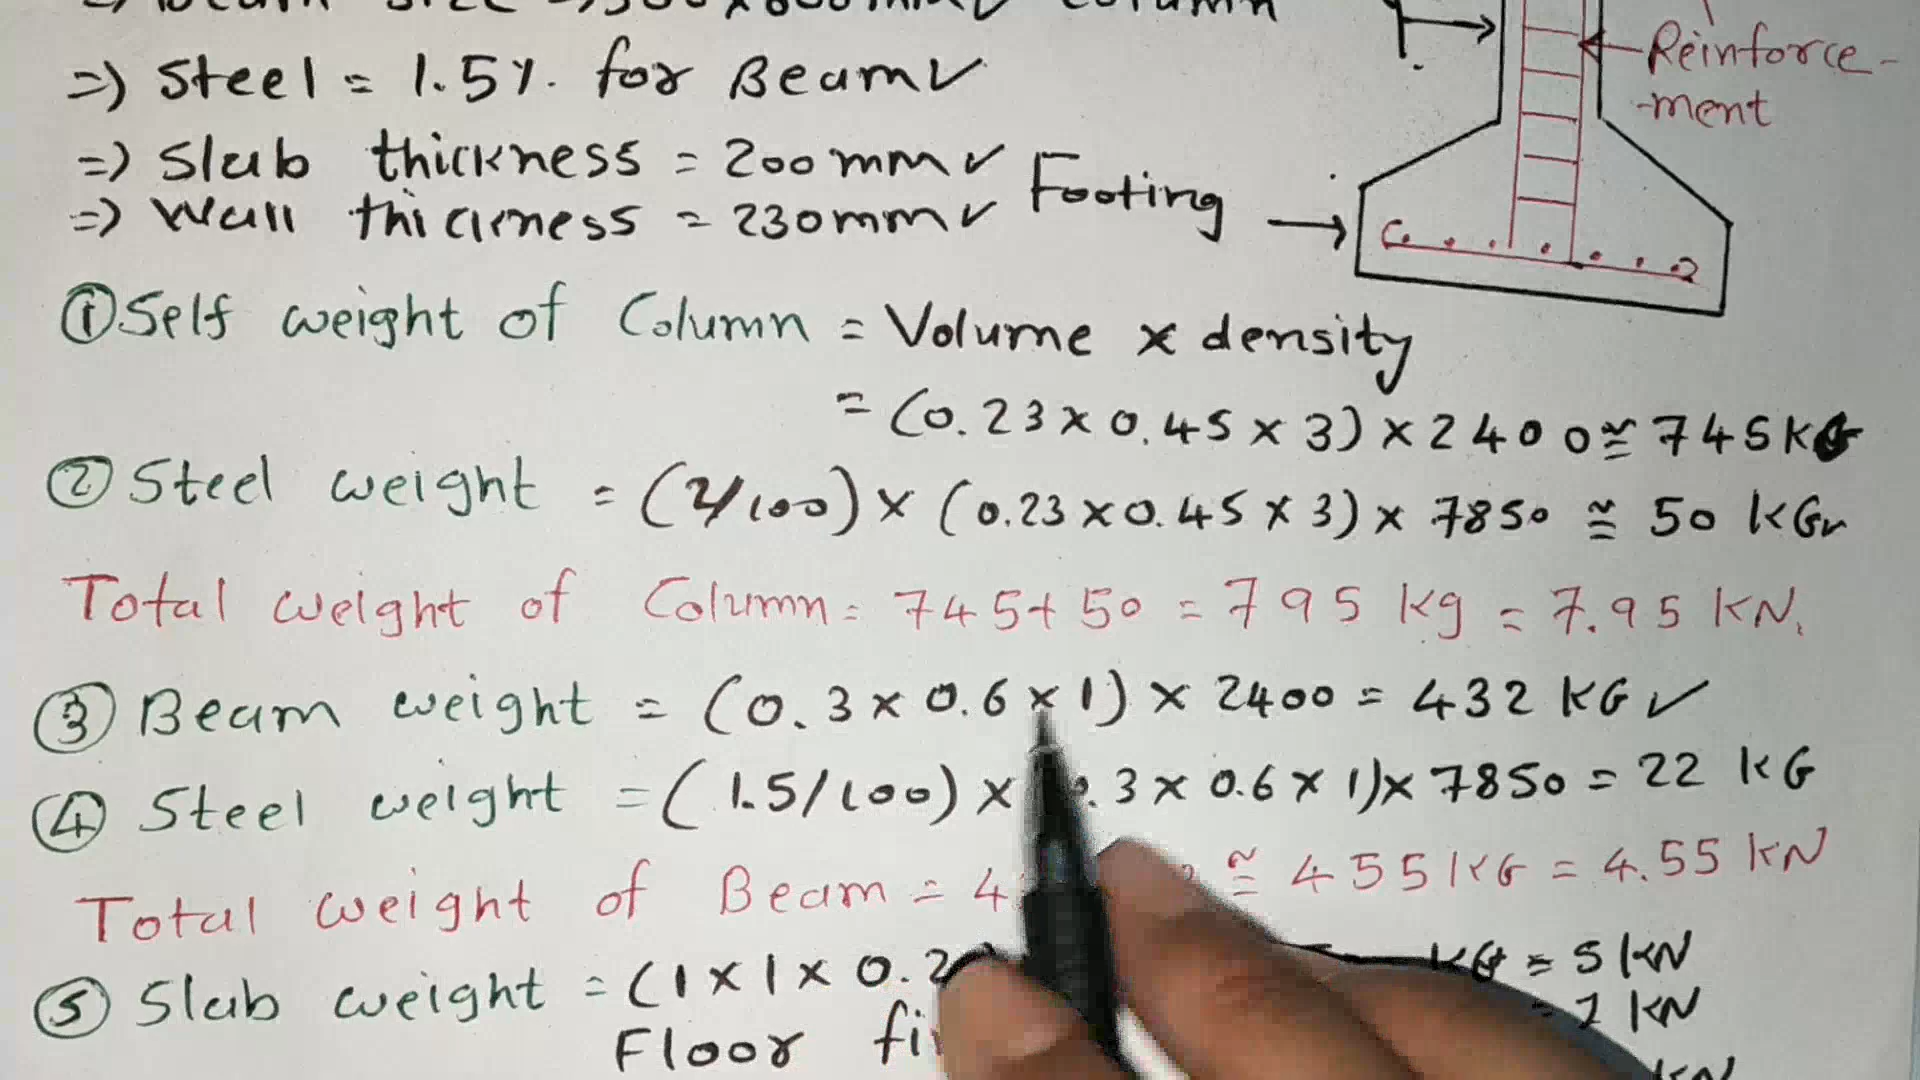 => Steel = 1.5%. for Beam✓
=> Slab thickness = 200mm✓
=> Wall thickness = 230mm✓
Reinforce-
-ment
Footing
① Self weight of Column = Volume x density
= (0.23 x 0.45 x 3) x 2400 ≅ 745 KG
② Steel weight = (2/100) x (0.23 x 0.45 x 3) x 7850 ≅ 50 KG
Total weight of Column = 745+50 = 795 kg = 7.95 KN.
③ Beam weight = (0.3 x 0.6 x 1) x 2400 = 432 KG ✓
④ Steel weight = (1.5/100) x .3 x 0.6 x 1) x 7850 = 22 KG
Total weight of Beam = 4 ≅ 455 KG = 4.55 KN
⑤ Slab weight = (1 x 1 x 0.2 KG = 5 KN
Floor = 1 KN
KN